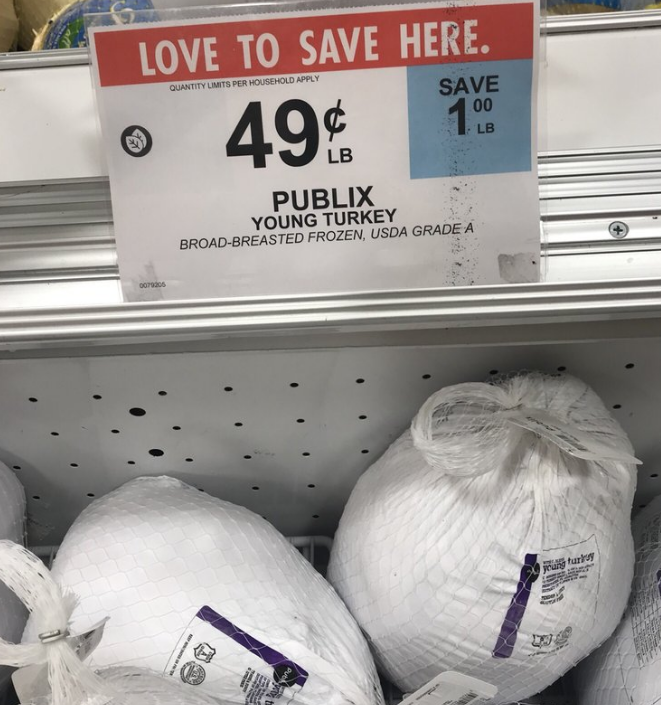 LOVE TO SAVE HERE.
QUANTITY LIMITS PER HOUSEHOLD APPLY
49¢
LB
SAVE
1 00
LB
PUBLIX
YOUNG TURKEY
BROAD-BREASTED FROZEN, USDA GRADE A
young turkey